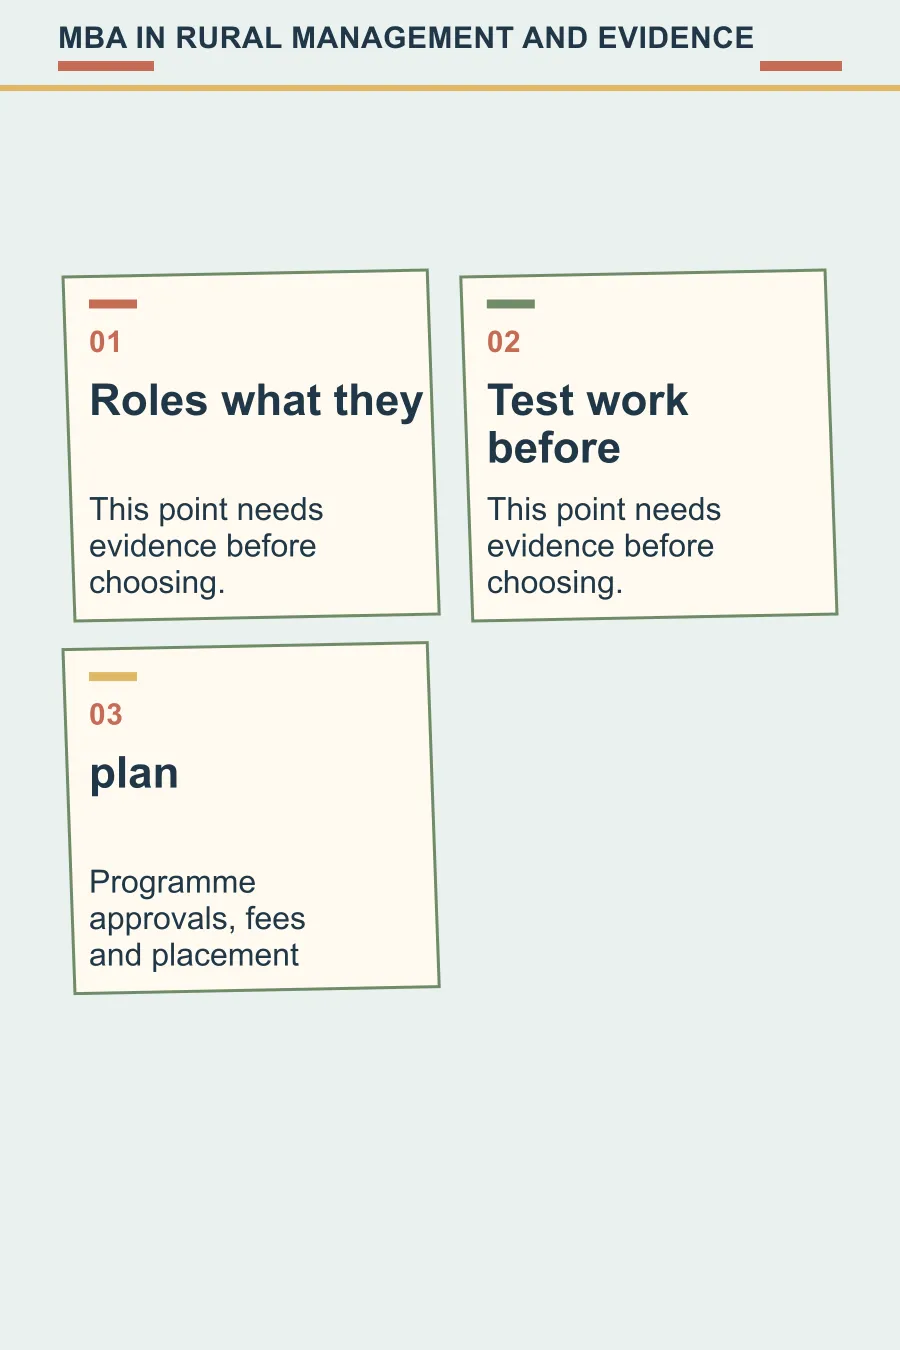 MBA IN RURAL MANAGEMENT AND EVIDENCE
01
Roles what they
This point needs
evidence before
choosing.
02
Test work
before
This point needs
evidence before
choosing.
03
plan
Programme
approvals, fees
and placement